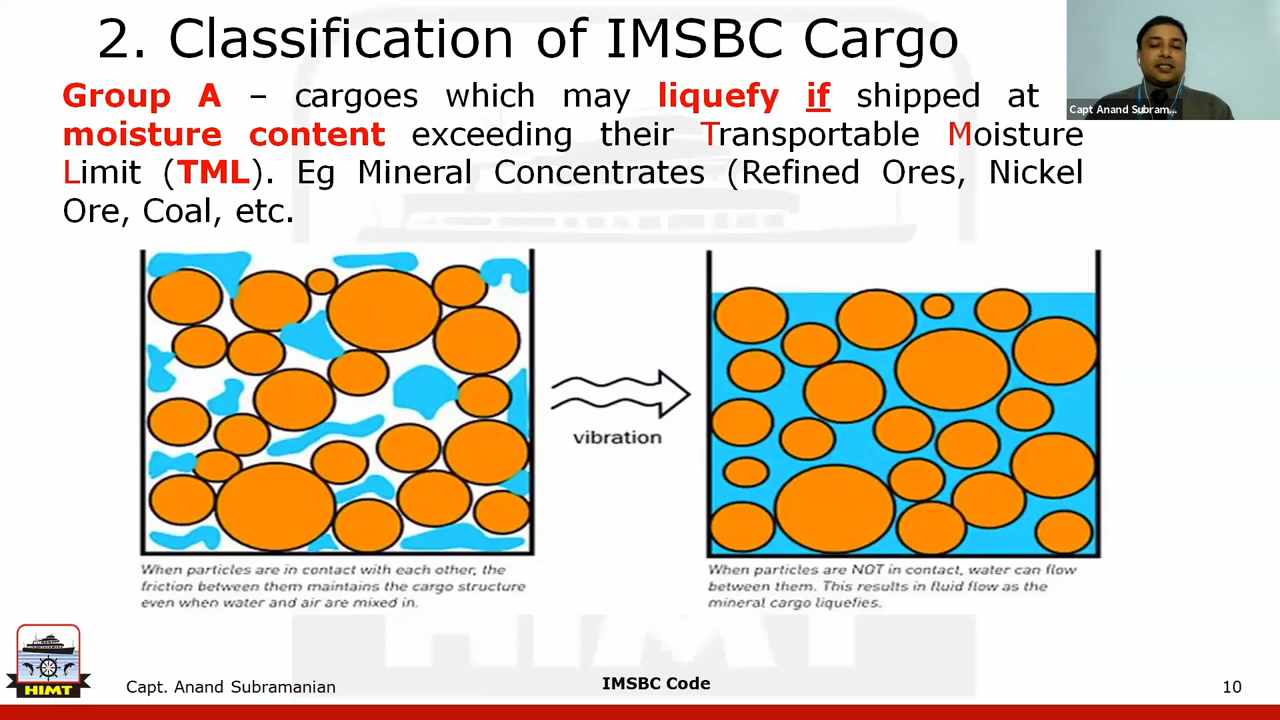 2. Classification of IMSBC Cargo
Group A – cargoes which may liquefy if shipped at
moisture content exceeding their Transportable Moisture
Limit (TML). Eg Mineral Concentrates (Refined Ores, Nickel
Ore, Coal, etc.
Capt Anand Subram...
vibration
When particles are in contact with each other, the
friction between them maintains the cargo structure
even when water and air are mixed in.
When particles are NOT in contact, water can flow
between them. This results in fluid flow as the
mineral cargo liquefies.
HIMT
HIMT
Capt. Anand Subramanian
IMSBC Code
10